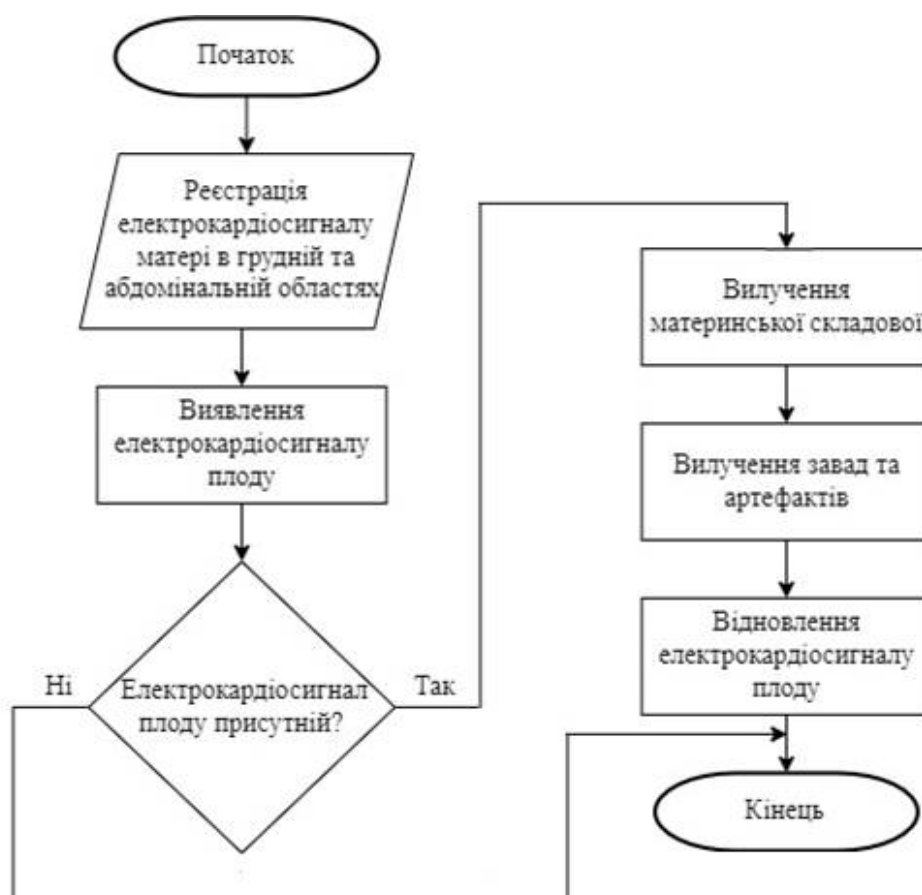 Початок
Реєстрація
електрокардіосигналу
матері в грудній та
абдомінальній областях
Виявлення
електрокардіосигналу
плоду
Електрокардіосигнал
плоду присутній?
Ні
Так
Вилучення
материнської складової
Вилучення завад та
артефактів
Відновлення
електрокардіосигналу
плоду
Кінець